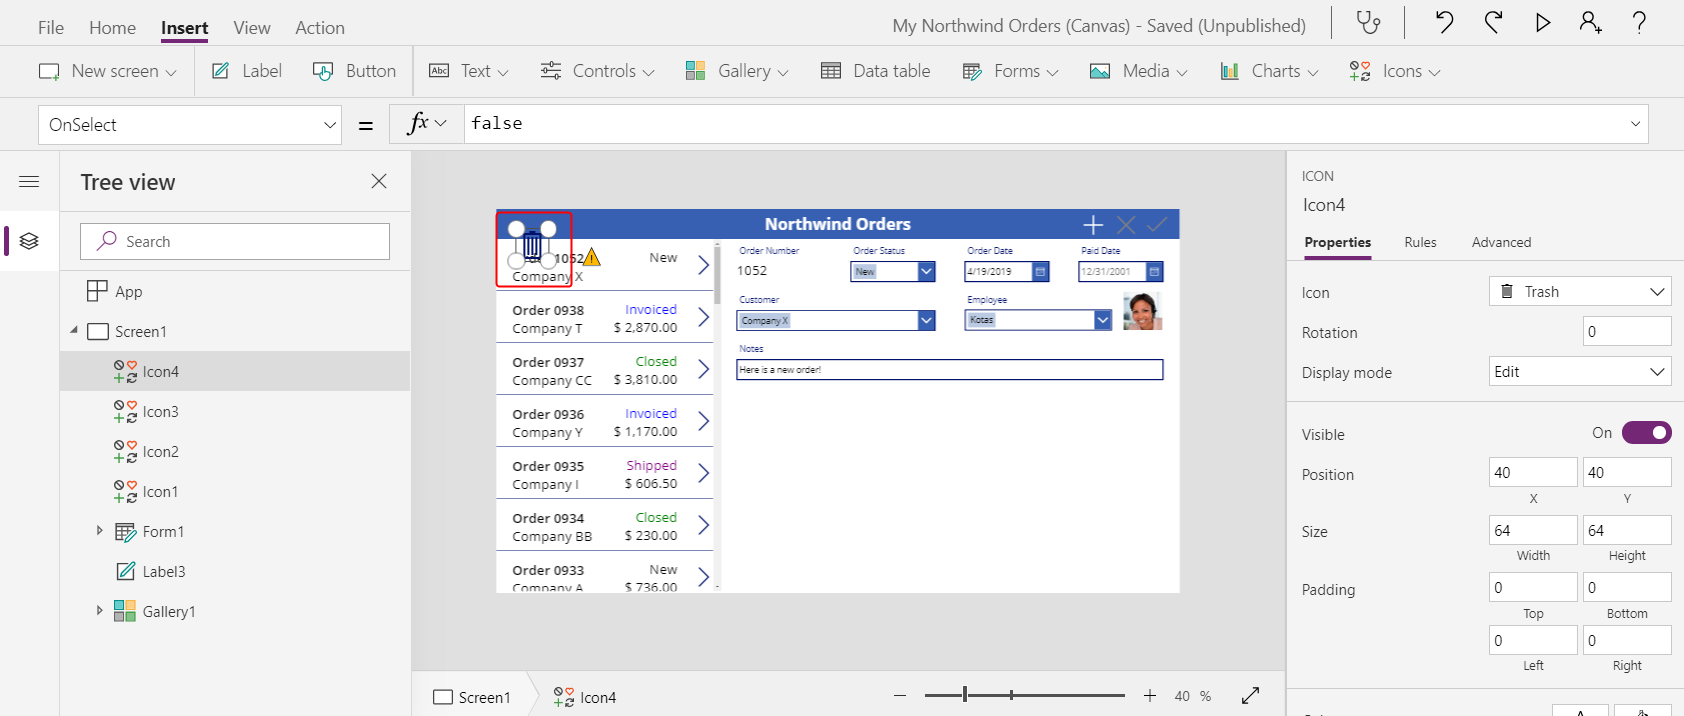 File Home Insert View Action
My Northwind Orders (Canvas) - Saved (Unpublished)
New screen Label Button Abc Text Controls Gallery Data table Forms Media Charts Icons
OnSelect = fx false
Tree view
Search
App
Screen1
Icon4
Icon3
Icon2
Icon1
Form1
Label3
Gallery1
Northwind Orders
1052 New
Company X
Order 0938 Invoiced
Company T $ 2,870.00
Order 0937 Closed
Company CC $ 3,810.00
Order 0936 Invoiced
Company Y $ 1,170.00
Order 0935 Shipped
Company I $ 606.50
Order 0934 Closed
Company BB $ 230.00
Order 0933 New
Company A $ 736.00
Order Number Order Status Order Date Paid Date
1052 New 4/19/2019 12/31/2001
Customer Employee
Company X Kotas
Notes
Here is a new order!
Screen1 Icon4
40 %
ICON
Icon4
Properties Rules Advanced
Icon Trash
Rotation 0
Display mode Edit
Visible On
Position 40 40
X Y
Size 64 64
Width Height
Padding 0 0
Top Bottom
0 0
Left Right